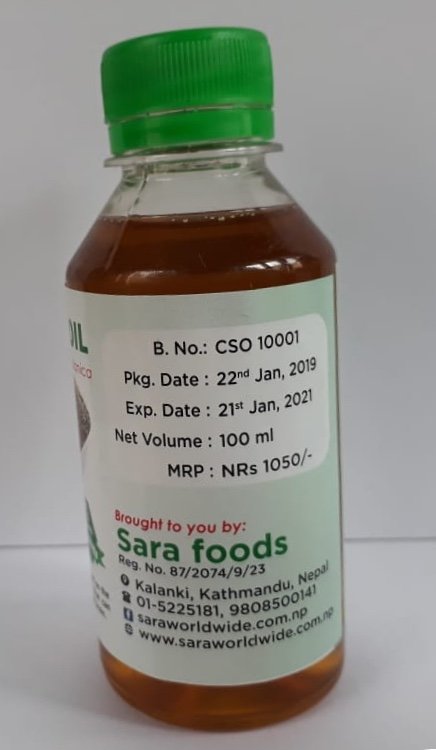 OIL
B. No.: CSO 10001
Pkg. Date : 22nd Jan, 2019
Exp. Date : 21st Jan, 2021
Net Volume : 100 ml
MRP : NRs 1050/-
Brought to you by:
Sara foods
Reg. No. 87/2074/9/23
Kalanki, Kathmandu, Nepal
01-5225181, 9808500141
saraworldwide.com.np
www.saraworldwide.com.np